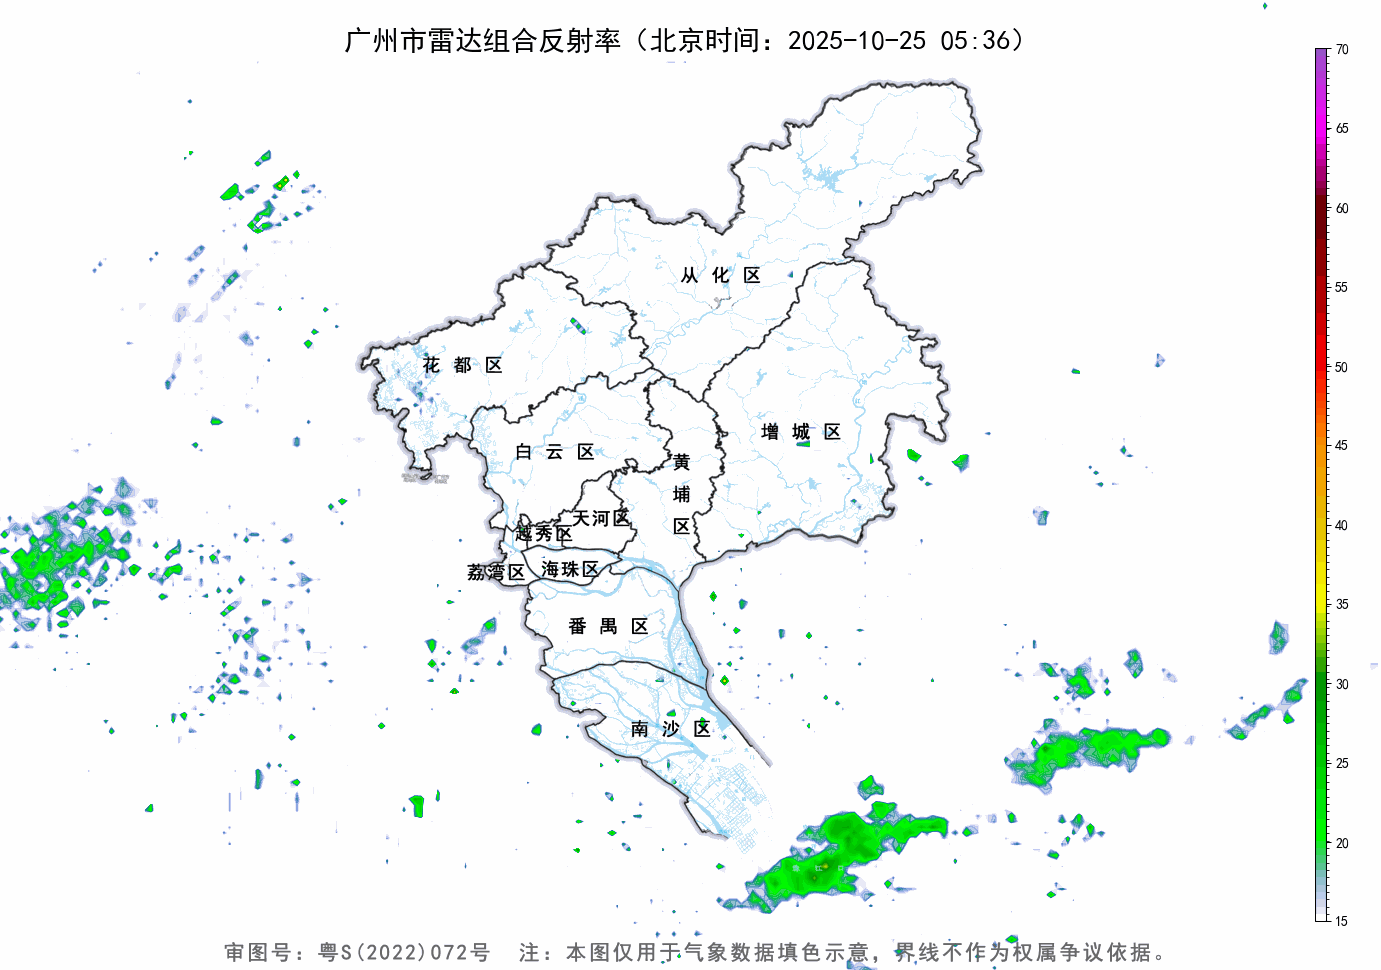 广州市雷达组合反射率（北京时间：2025-10-25 05:36）
70
65
60
55
50
45
40
35
30
25
20
15
从化区
花都区
增城区
白云区
黄埔区
天河区
越秀区
海珠区
荔湾区
番禺区
南沙区
审图号：粤S(2022)072号 注：本图仅用于气象数据填色示意，界线不作为权属争议依据。